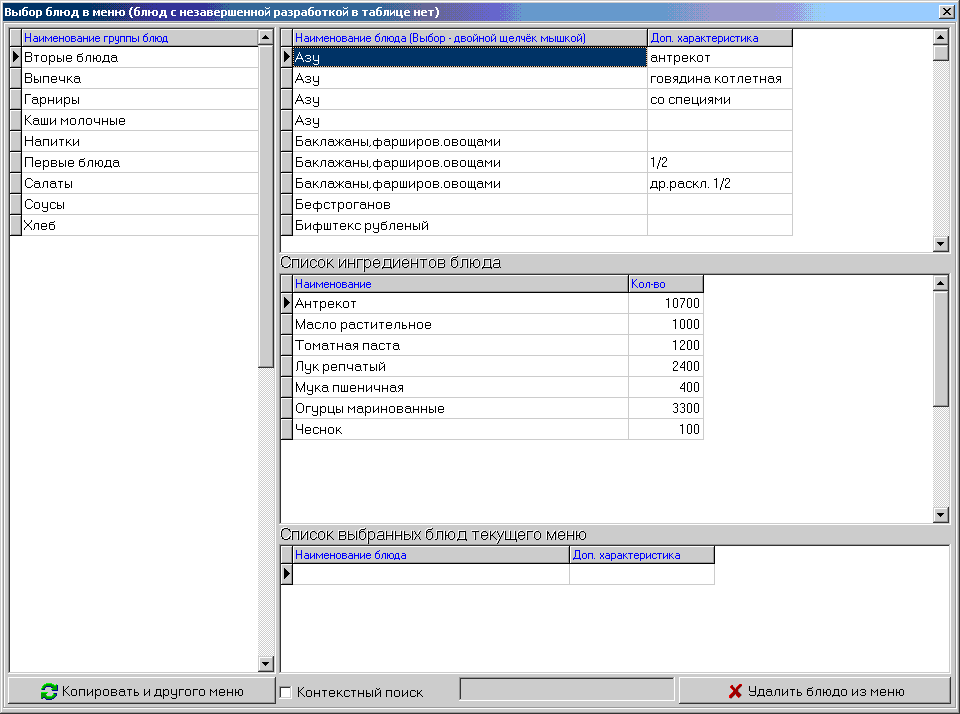 Выбор блюд в меню (блюд с незавершенной разработкой в таблице нет)
Наименование группы блюд
Вторые блюда
Выпечка
Гарниры
Каши молочные
Напитки
Первые блюда
Салаты
Соусы
Хлеб
Наименование блюда (Выбор - двойной щелчёк мышкой) Доп. характеристика
Азу антрекот
Азу говядина котлетная
Азу со специями
Азу
Баклажаны,фарширов.овощами
Баклажаны,фарширов.овощами 1/2
Баклажаны,фарширов.овощами др.раскл. 1/2
Бефстроганов
Бифштекс рубленый
Список ингредиентов блюда
Наименование Кол-во
Антрекот 10700
Масло растительное 1000
Томатная паста 1200
Лук репчатый 2400
Мука пшеничная 400
Огурцы маринованные 3300
Чеснок 100
Список выбранных блюд текущего меню
Наименование блюда Доп. характеристика
Копировать и другого меню
Контекстный поиск
Удалить блюдо из меню